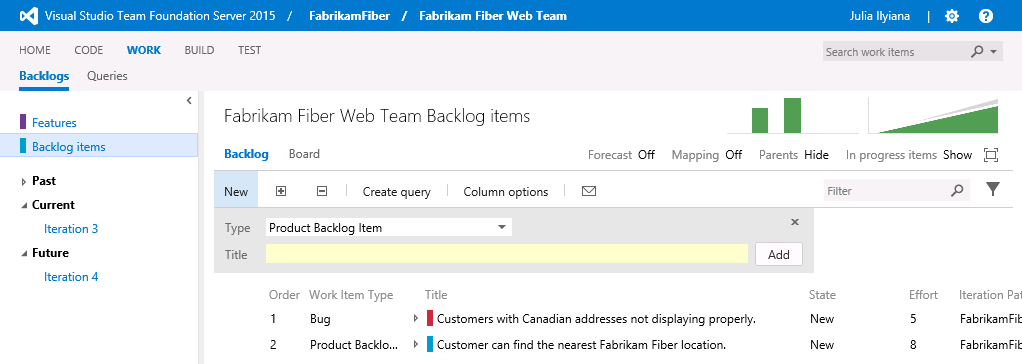 Visual Studio Team Foundation Server 2015 / FabrikamFiber / Fabrikam Fiber Web Team Julia Ilyiana | ?
HOME CODE WORK BUILD TEST Search work items
Backlogs Queries
Features
Backlog items
Past
Current
Iteration 3
Future
Iteration 4
Fabrikam Fiber Web Team Backlog items
Backlog Board Forecast Off Mapping Off Parents Hide In progress items Show
New Create query Column options Filter
Type Product Backlog Item
Title Add
Order Work Item Type Title State Effort Iteration Pat
1 Bug Customers with Canadian addresses not displaying properly. New 5 FabrikamFib
2 Product Backlo... Customer can find the nearest Fabrikam Fiber location. New 8 FabrikamFib